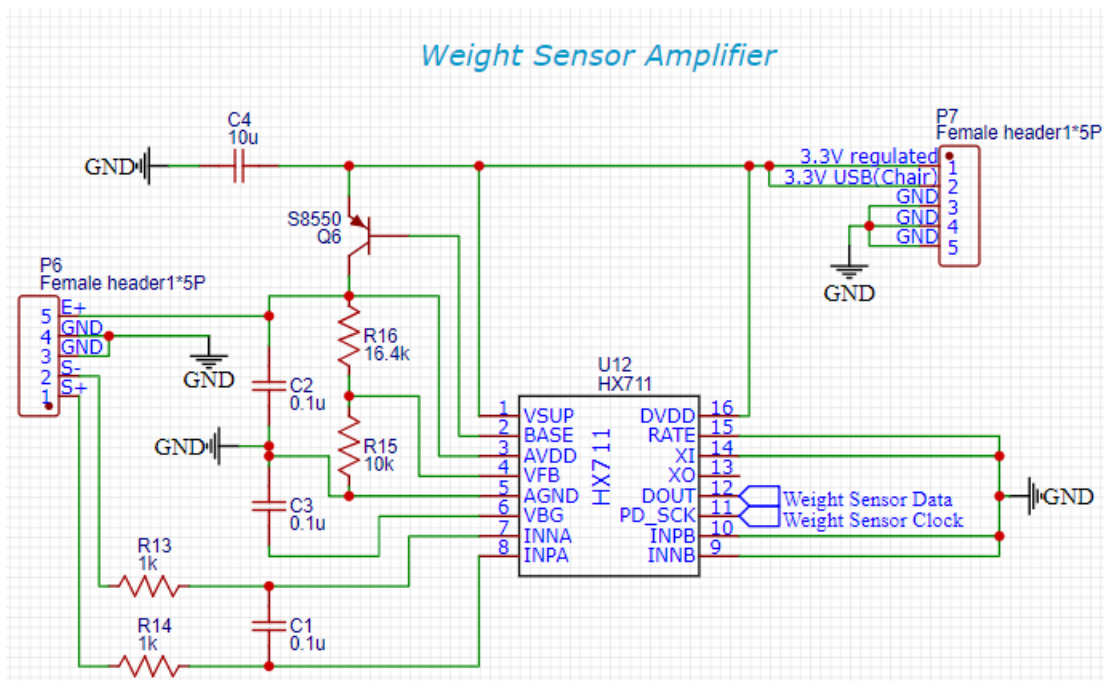 Weight Sensor Amplifier
C4
10u
GND
P7
Female header1*5P
3.3V regulated
1
3.3V USB(Chair)
2
GND
3
GND
4
GND
5
GND
S8550
Q6
P6
Female header1*5P
E+
5
GND
4
GND
3
S-
2
S+
1
GND
R16
16.4k
C2
0.1u
GND
R15
10k
C3
0.1u
U12
HX711
HX711
1 VSUP
2 BASE
3 AVDD
4 VFB
5 AGND
6 VBG
7 INNA
8 INPA
DVDD 16
RATE 15
XI 14
XO 13
DOUT 12
PD_SCK 11
INPB 10
INNB 9
Weight Sensor Data
Weight Sensor Clock
GND
R13
1k
R14
1k
C1
0.1u